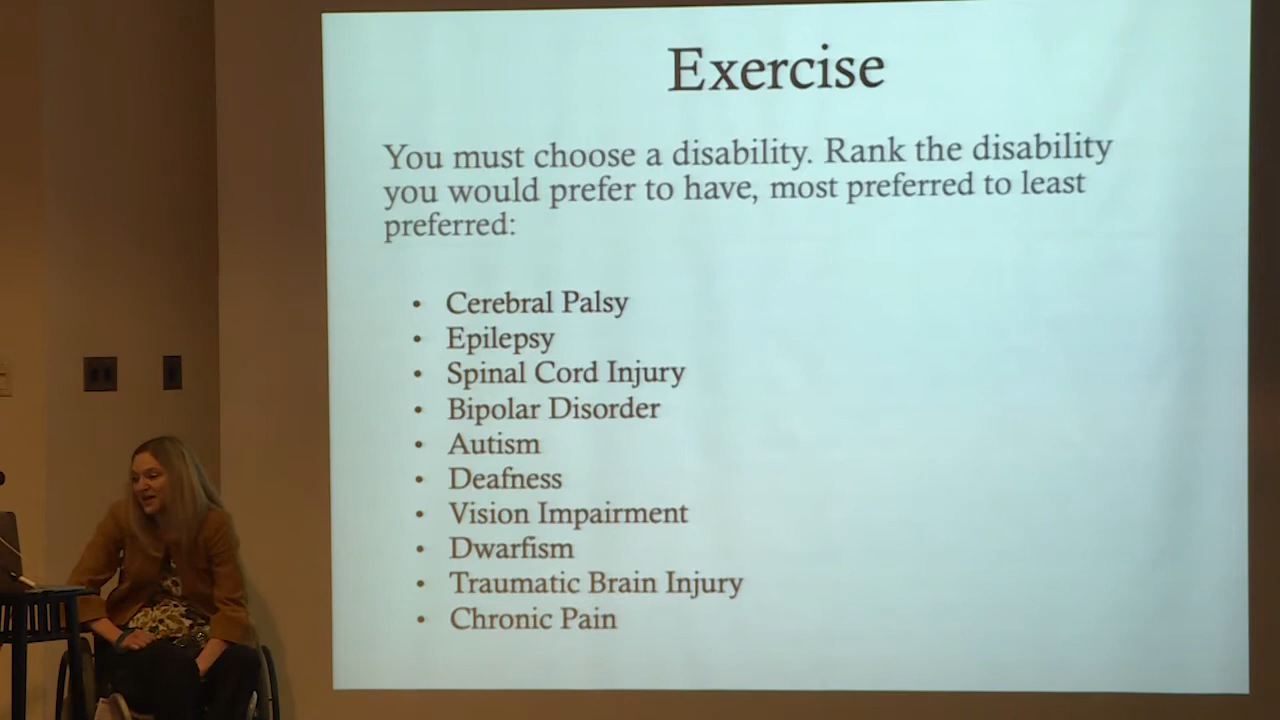 Exercise
You must choose a disability. Rank the disability
you would prefer to have, most preferred to least
preferred:
• Cerebral Palsy
• Epilepsy
• Spinal Cord Injury
• Bipolar Disorder
• Autism
• Deafness
• Vision Impairment
• Dwarfism
• Traumatic Brain Injury
• Chronic Pain